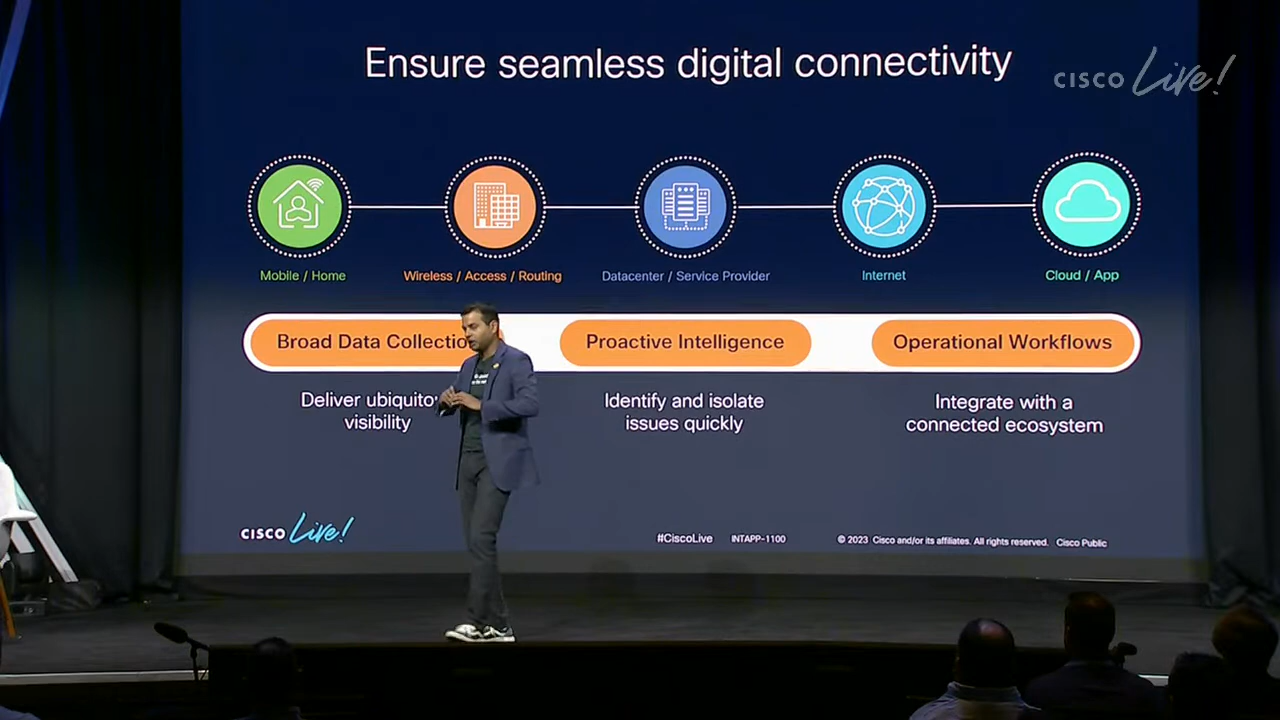 Ensure seamless digital connectivity
CISCO Live!
Mobile / Home
Wireless / Access / Routing
Datacenter / Service Provider
Internet
Cloud / App
Broad Data Collectio
Proactive Intelligence
Operational Workflows
Deliver ubiquito
visibility
Identify and isolate
issues quickly
Integrate with a
connected ecosystem
CISCO Live!
#CiscoLive
INTAPP-1100
© 2023 Cisco and/or its affiliates. All rights reserved. Cisco Public